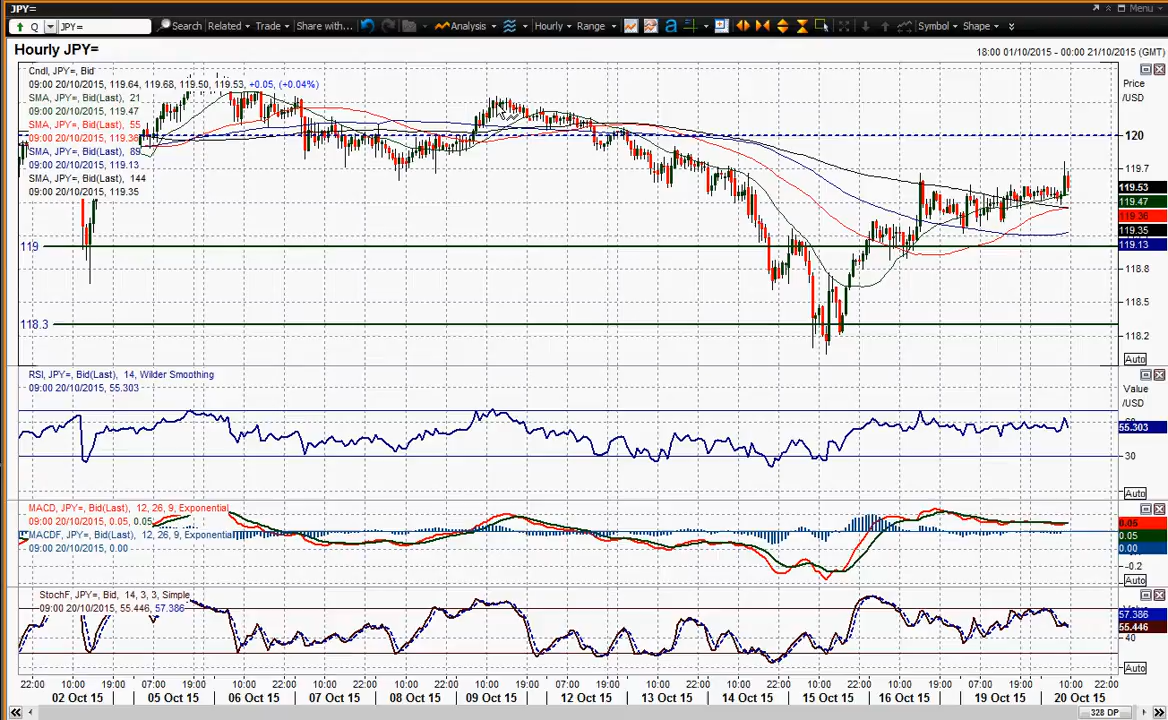 JPY=
Menu
Q JPY= Search Related Trade Share with... Analysis Hourly Range a Symbol Shape
Hourly JPY=
18:00 01/10/2015 - 00:00 21/10/2015 (GMT)
Cndl, JPY=, Bid
09:00 20/10/2015, 119.64, 119.68, 119.50, 119.53, +0.05, (+0.04%)
SMA, JPY=, Bid(Last), 21
09:00 20/10/2015, 119.47
SMA, JPY=, Bid(Last), 55
09:00 20/10/2015, 119.36
SMA, JPY=, Bid(Last), 89
09:00 20/10/2015, 119.13
SMA, JPY=, Bid(Last), 144
09:00 20/10/2015, 119.35
Price
/USD
120
119.7
119.53
119.47
119.36
119.35
119.13
119
118.8
118.5
118.3
118.2
Auto
RSI, JPY=, Bid(Last), 14, Wilder Smoothing
09:00 20/10/2015, 55.303
Value
/USD
55.303
30
Auto
MACD, JPY=, Bid(Last), 12, 26, 9, Exponential
09:00 20/10/2015, 0.05, 0.05
MACDF, JPY=, Bid(Last), 12, 26, 9, Exponential
09:00 20/10/2015, 0.00
0.05
0.05
0.00
-0.2
Auto
StochF, JPY=, Bid, 14, 3, 3, Simple
09:00 20/10/2015, 55.446, 57.386
57.386
55.446
40
Auto
22:00 10:00 19:00 07:00 19:00 10:00 22:00 10:00 22:00 10:00 22:00 10:00 19:00 07:00 19:00 10:00 22:00 10:00 22:00 10:00 22:00 10:00 19:00 07:00 19:00 10:00 22:00
02 Oct 15 05 Oct 15 06 Oct 15 07 Oct 15 08 Oct 15 09 Oct 15 12 Oct 15 13 Oct 15 14 Oct 15 15 Oct 15 16 Oct 15 19 Oct 15 20 Oct 15
328 DP